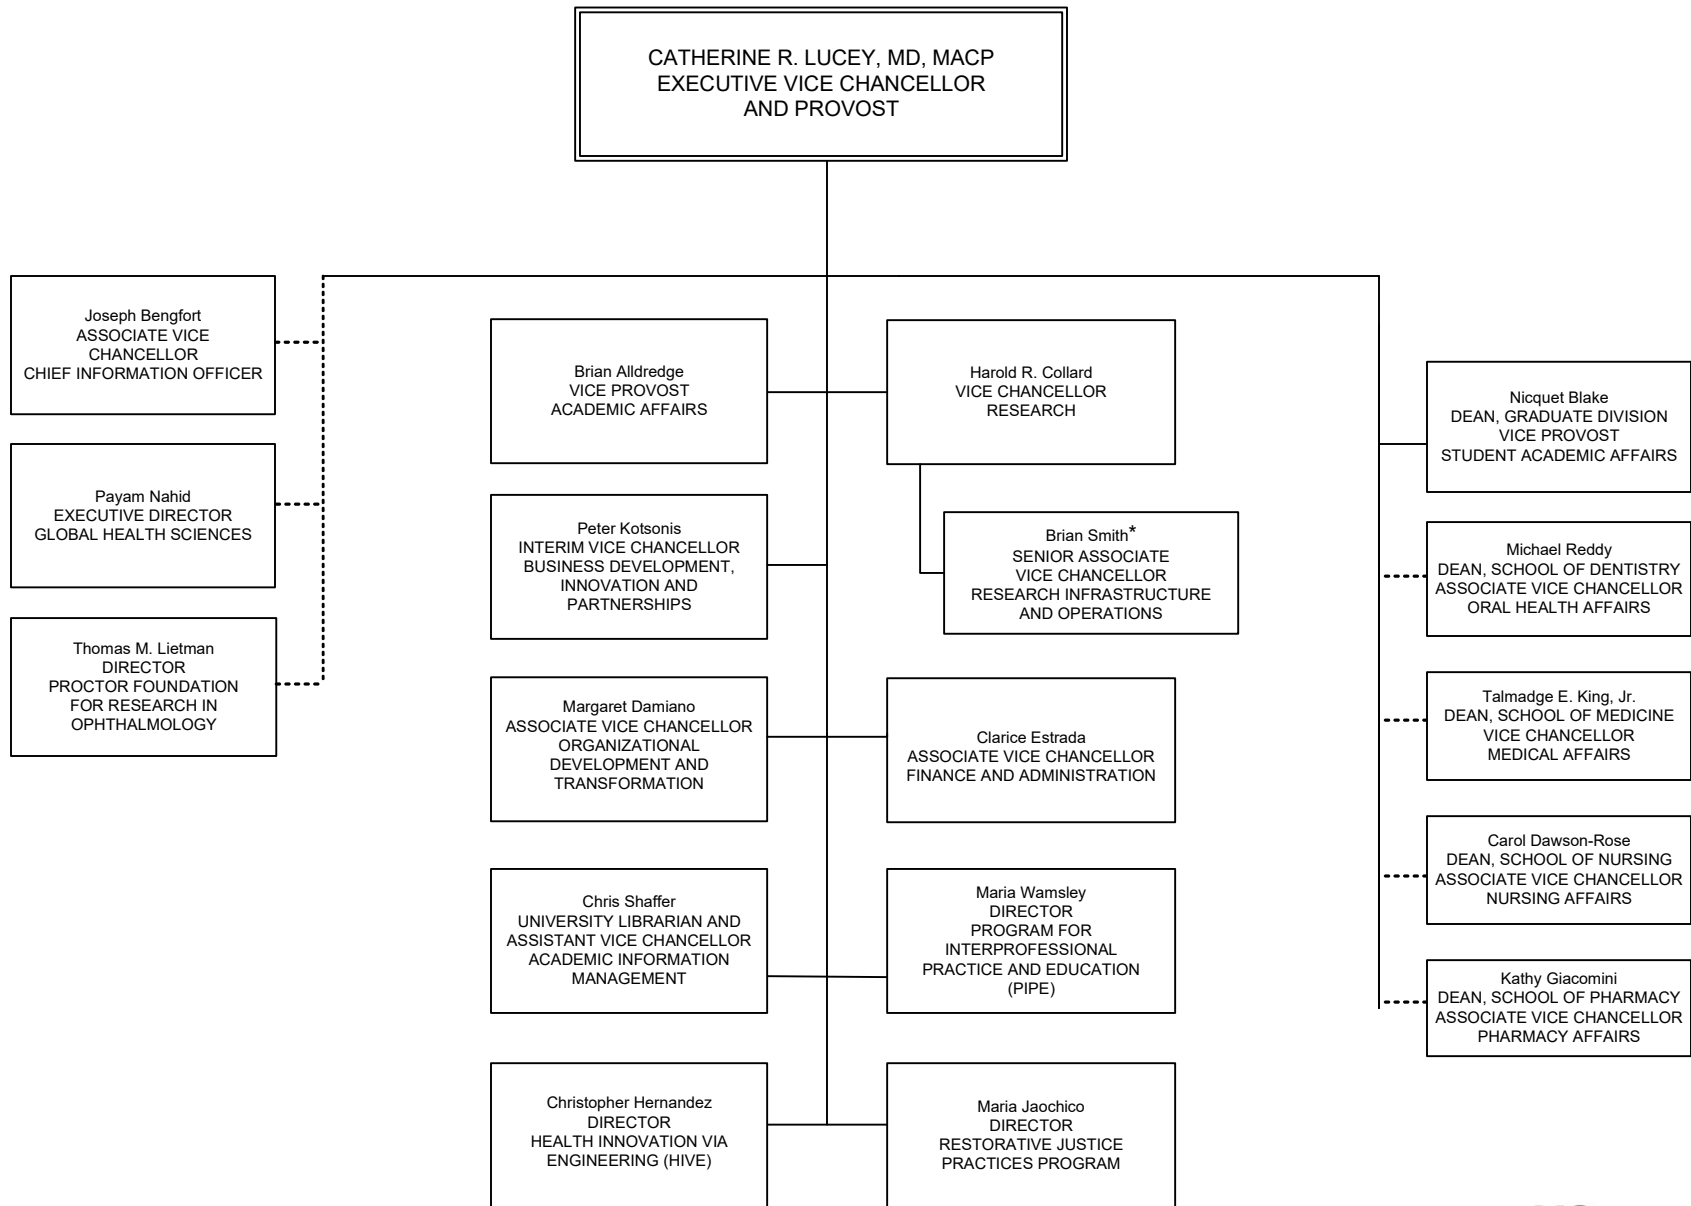 CATHERINE R. LUCEY, MD, MACP
EXECUTIVE VICE CHANCELLOR
AND PROVOST
Joseph Bengfort
ASSOCIATE VICE
CHANCELLOR
CHIEF INFORMATION OFFICER
Payam Nahid
EXECUTIVE DIRECTOR
GLOBAL HEALTH SCIENCES
Thomas M. Lietman
DIRECTOR
PROCTOR FOUNDATION
FOR RESEARCH IN
OPHTHALMOLOGY
Brian Alldredge
VICE PROVOST
ACADEMIC AFFAIRS
Harold R. Collard
VICE CHANCELLOR
RESEARCH
Peter Kotsonis
INTERIM VICE CHANCELLOR
BUSINESS DEVELOPMENT,
INNOVATION AND
PARTNERSHIPS
Brian Smith*
SENIOR ASSOCIATE
VICE CHANCELLOR
RESEARCH INFRASTRUCTURE
AND OPERATIONS
Margaret Damiano
ASSOCIATE VICE CHANCELLOR
ORGANIZATIONAL
DEVELOPMENT AND
TRANSFORMATION
Clarice Estrada
ASSOCIATE VICE CHANCELLOR
FINANCE AND ADMINISTRATION
Chris Shaffer
UNIVERSITY LIBRARIAN AND
ASSISTANT VICE CHANCELLOR
ACADEMIC INFORMATION
MANAGEMENT
Maria Wamsley
DIRECTOR
PROGRAM FOR
INTERPROFESSIONAL
PRACTICE AND EDUCATION
(PIPE)
Christopher Hernandez
DIRECTOR
HEALTH INNOVATION VIA
ENGINEERING (HIVE)
Maria Jaochico
DIRECTOR
RESTORATIVE JUSTICE
PRACTICES PROGRAM
Nicquet Blake
DEAN, GRADUATE DIVISION
VICE PROVOST
STUDENT ACADEMIC AFFAIRS
Michael Reddy
DEAN, SCHOOL OF DENTISTRY
ASSOCIATE VICE CHANCELLOR
ORAL HEALTH AFFAIRS
Talmadge E. King, Jr.
DEAN, SCHOOL OF MEDICINE
VICE CHANCELLOR
MEDICAL AFFAIRS
Carol Dawson-Rose
DEAN, SCHOOL OF NURSING
ASSOCIATE VICE CHANCELLOR
NURSING AFFAIRS
Kathy Giacomini
DEAN, SCHOOL OF PHARMACY
ASSOCIATE VICE CHANCELLOR
PHARMACY AFFAIRS